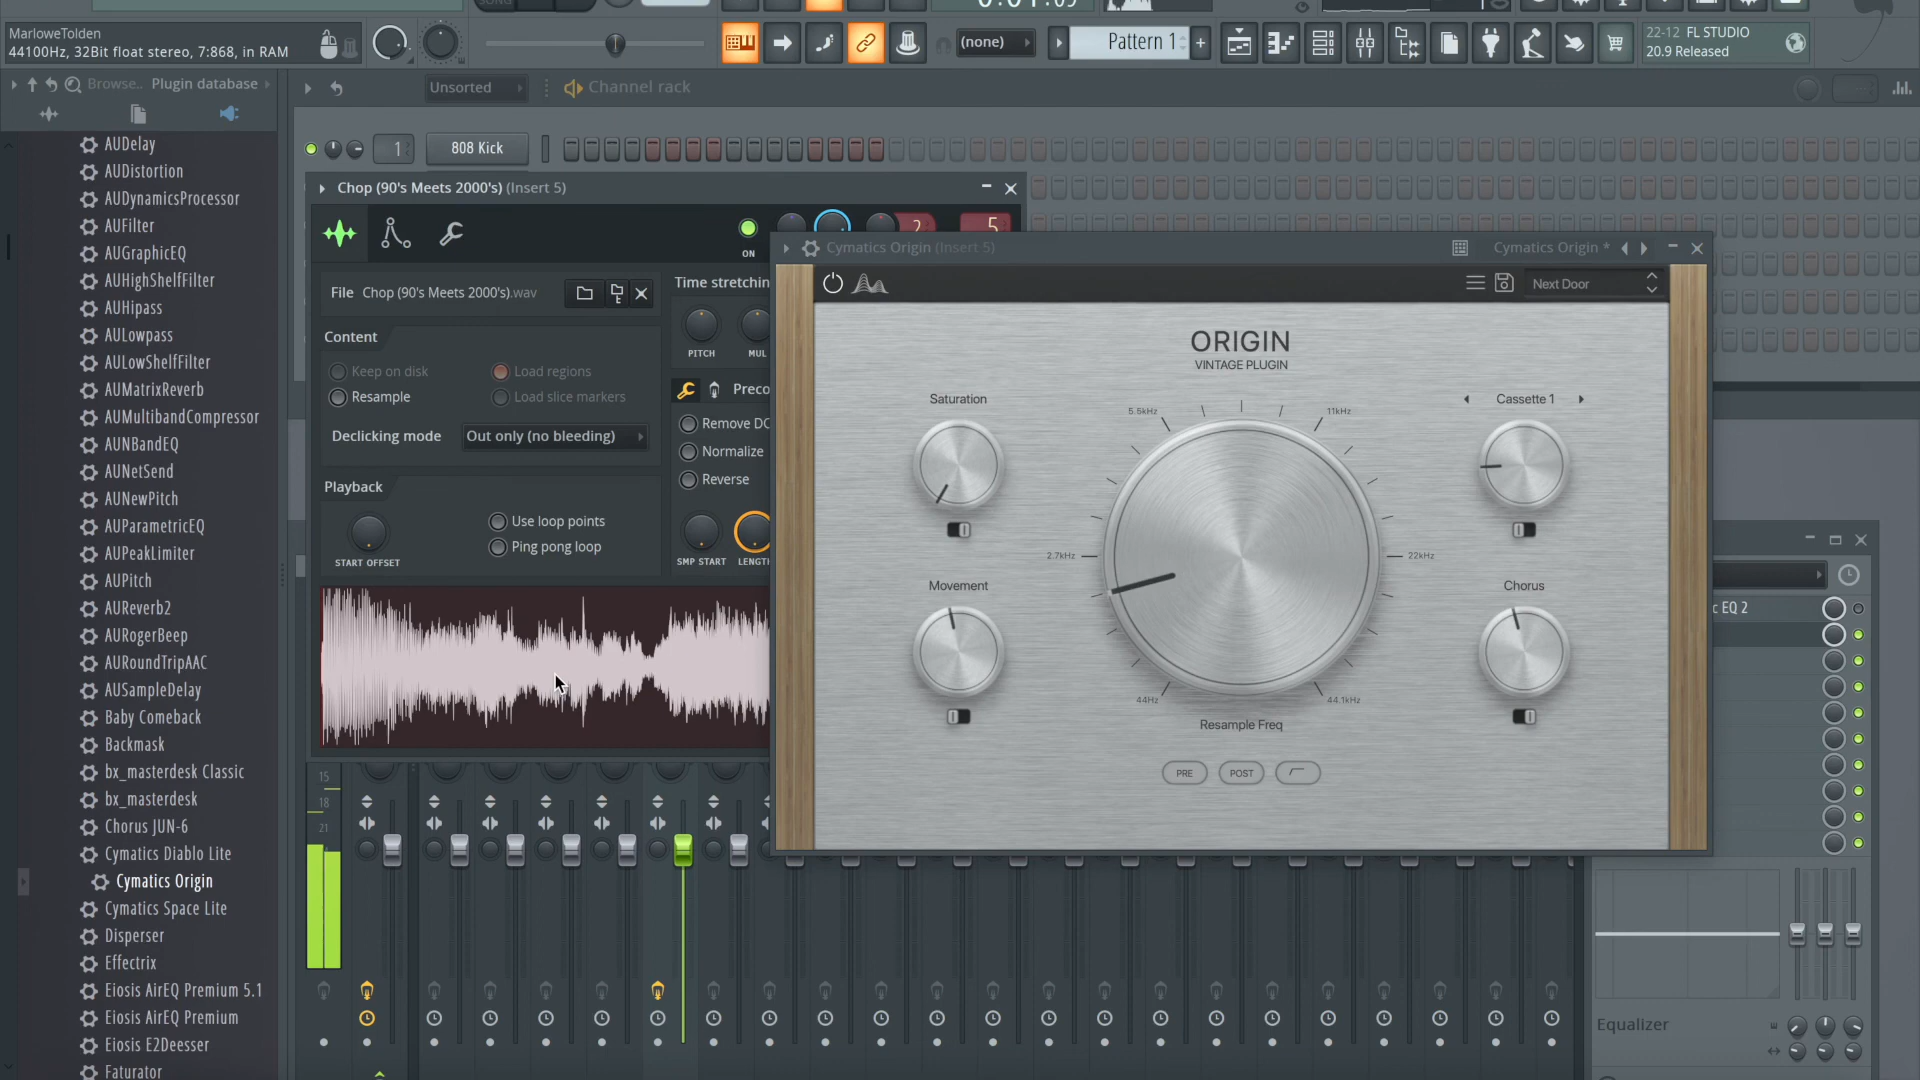 MarloweTolden
44100Hz, 32Bit float stereo, 7:868, in RAM
(none)
Pattern 1
22-12 FL STUDIO
20.9 Released
Browse..
Plugin database
Unsorted
Channel rack
1
808 Kick
AUDelay
AUDistortion
AUDynamicsProcessor
AUFilter
AUGraphicEQ
AUHighShelfFilter
AUHipass
AULowpass
AULowShelfFilter
AUMatrixReverb
AUMultibandCompressor
AUNBandEQ
AUNetSend
AUNewPitch
AUParametricEQ
AUPeakLimiter
AUPitch
AUReverb2
AURogerBeep
AURoundTripAAC
AUSampleDelay
Baby Comeback
Backmask
bx_masterdesk Classic
bx_masterdesk
Chorus JUN-6
Cymatics Diablo Lite
Cymatics Origin
Cymatics Space Lite
Disperser
Effectrix
Eiosis AirEQ Premium 5.1
Eiosis AirEQ Premium
Eiosis E2Deesser
Faturator
Chop (90's Meets 2000's) (Insert 5)
ON
2
5
File Chop (90's Meets 2000's).wav
Content
Keep on disk
Load regions
Resample
Load slice markers
Declicking mode
Out only (no bleeding)
Playback
Use loop points
Ping pong loop
START OFFSET
Time stretchin
PITCH
MUL
Preco
Remove DC
Normalize
Reverse
SMP START
LENGTH
15
18
21
Cymatics Origin (Insert 5)
Cymatics Origin *
Next Door
ORIGIN
VINTAGE PLUGIN
Saturation
Cassette 1
5.5kHz
11kHz
2.7kHz
22kHz
Movement
Chorus
44Hz
44.1kHz
Resample Freq
PRE
POST
c EQ 2
Equalizer